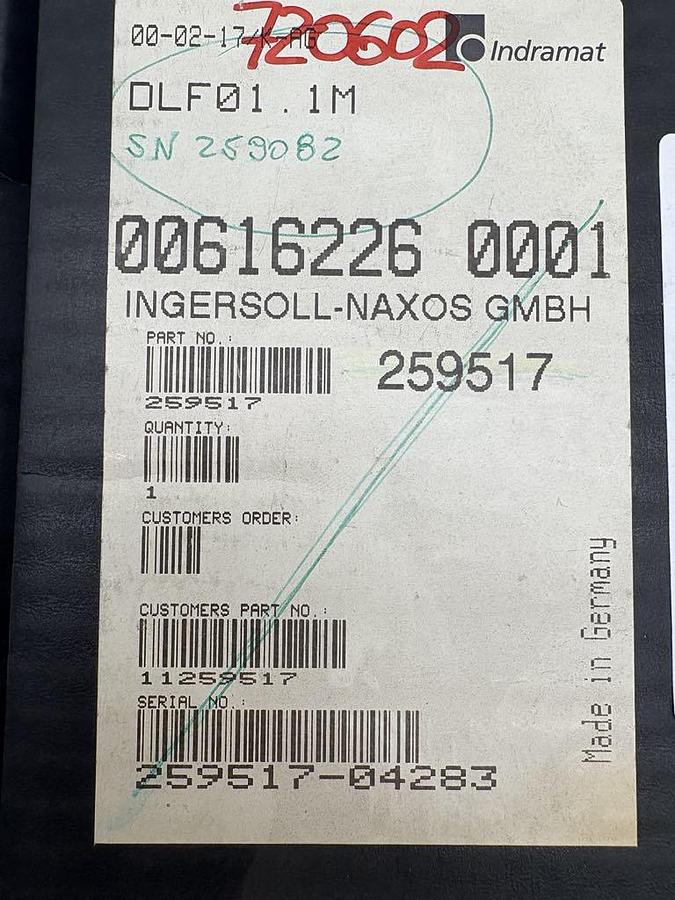 720602
00-02-17/K-AG
Indramat
DLF01.1M
SN 259082
00616226 0001
INGERSOLL-NAXOS GMBH
PART NO.:
259517
259517
QUANTITY:
1
CUSTOMERS ORDER:
CUSTOMERS PART NO.:
11259517
SERIAL NO.:
259517-04283
Made in Germany